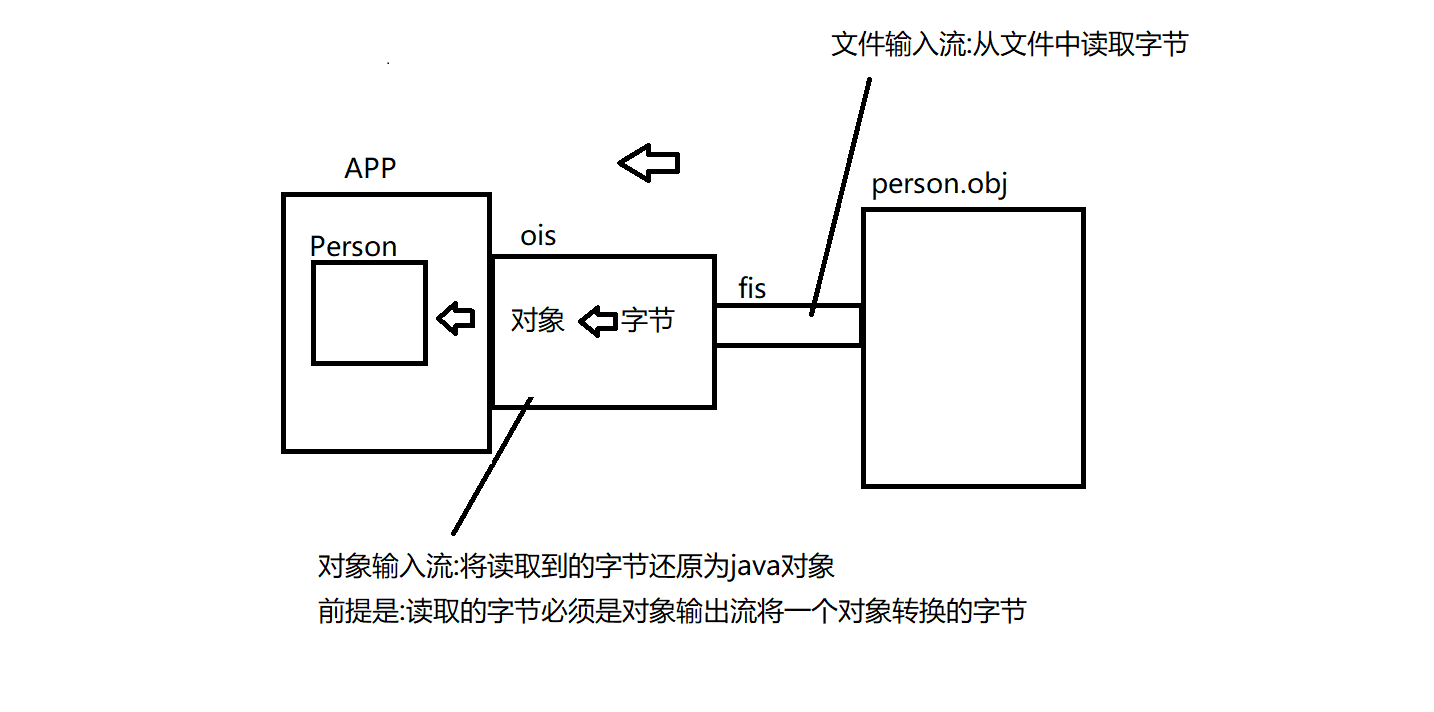 文件输入流:从文件中读取字节
APP
person.obj
Person
ois
fis
对象
字节
对象输入流:将读取到的字节还原为java对象
前提是:读取的字节必须是对象输出流将一个对象转换的字节